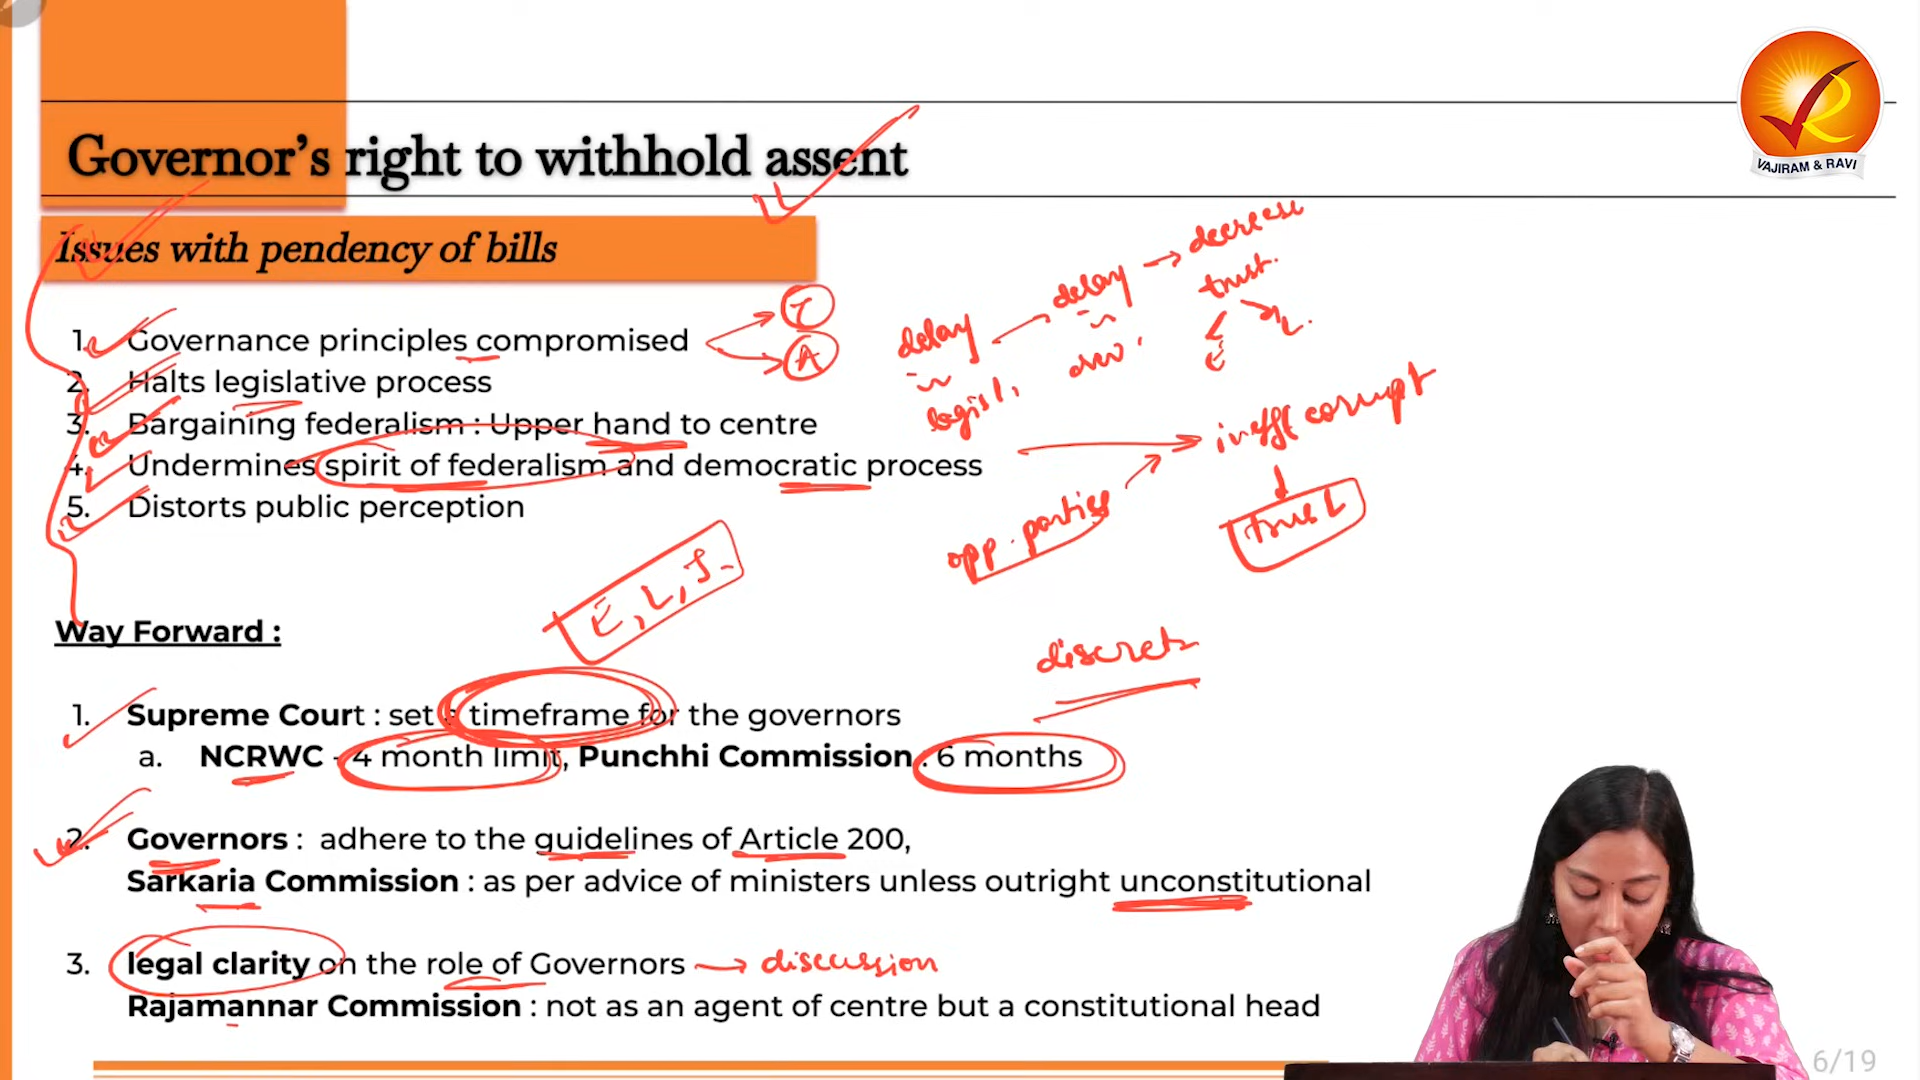 VAJIRAM & RAVI
Governor's right to withhold assent
Issues with pendency of bills
1. Governance principles compromised
T
A
2. Halts legislative process
3. Bargaining federalism : Upper hand to centre
4. Undermines spirit of federalism and democratic process
5. Distorts public perception
delay
legisl.
delay
decrease
trust.
E
L.
ineff corrupt
opp. parties
trust
E, L, J.
discret
Way Forward :
1. Supreme Court : set a timeframe for the governors
a. NCRWC - 4 month limit, Punchhi Commission : 6 months
2. Governors : adhere to the guidelines of Article 200,
Sarkaria Commission : as per advice of ministers unless outright unconstitutional
3. legal clarity on the role of Governors → discussion
Rajamannar Commission : not as an agent of centre but a constitutional head
6/19